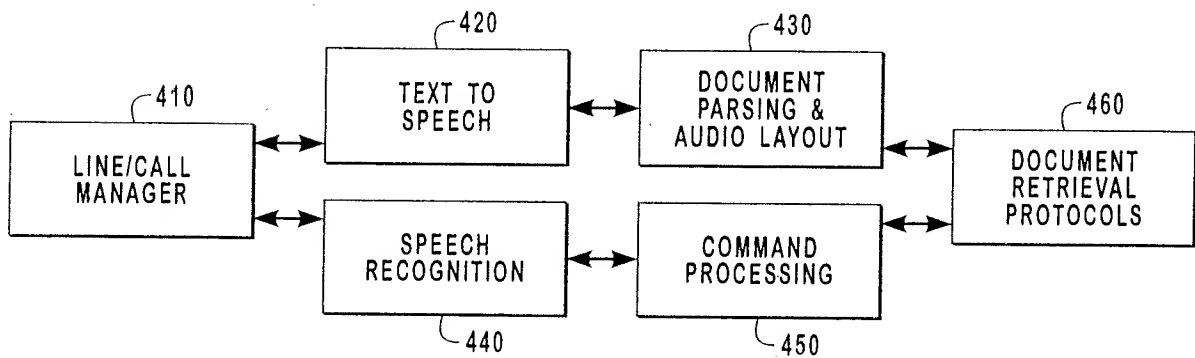 420
TEXT TO
SPEECH
430
DOCUMENT
PARSING &
AUDIO LAYOUT
410
LINE/CALL
MANAGER
460
DOCUMENT
RETRIEVAL
PROTOCOLS
SPEECH
RECOGNITION
440
COMMAND
PROCESSING
450